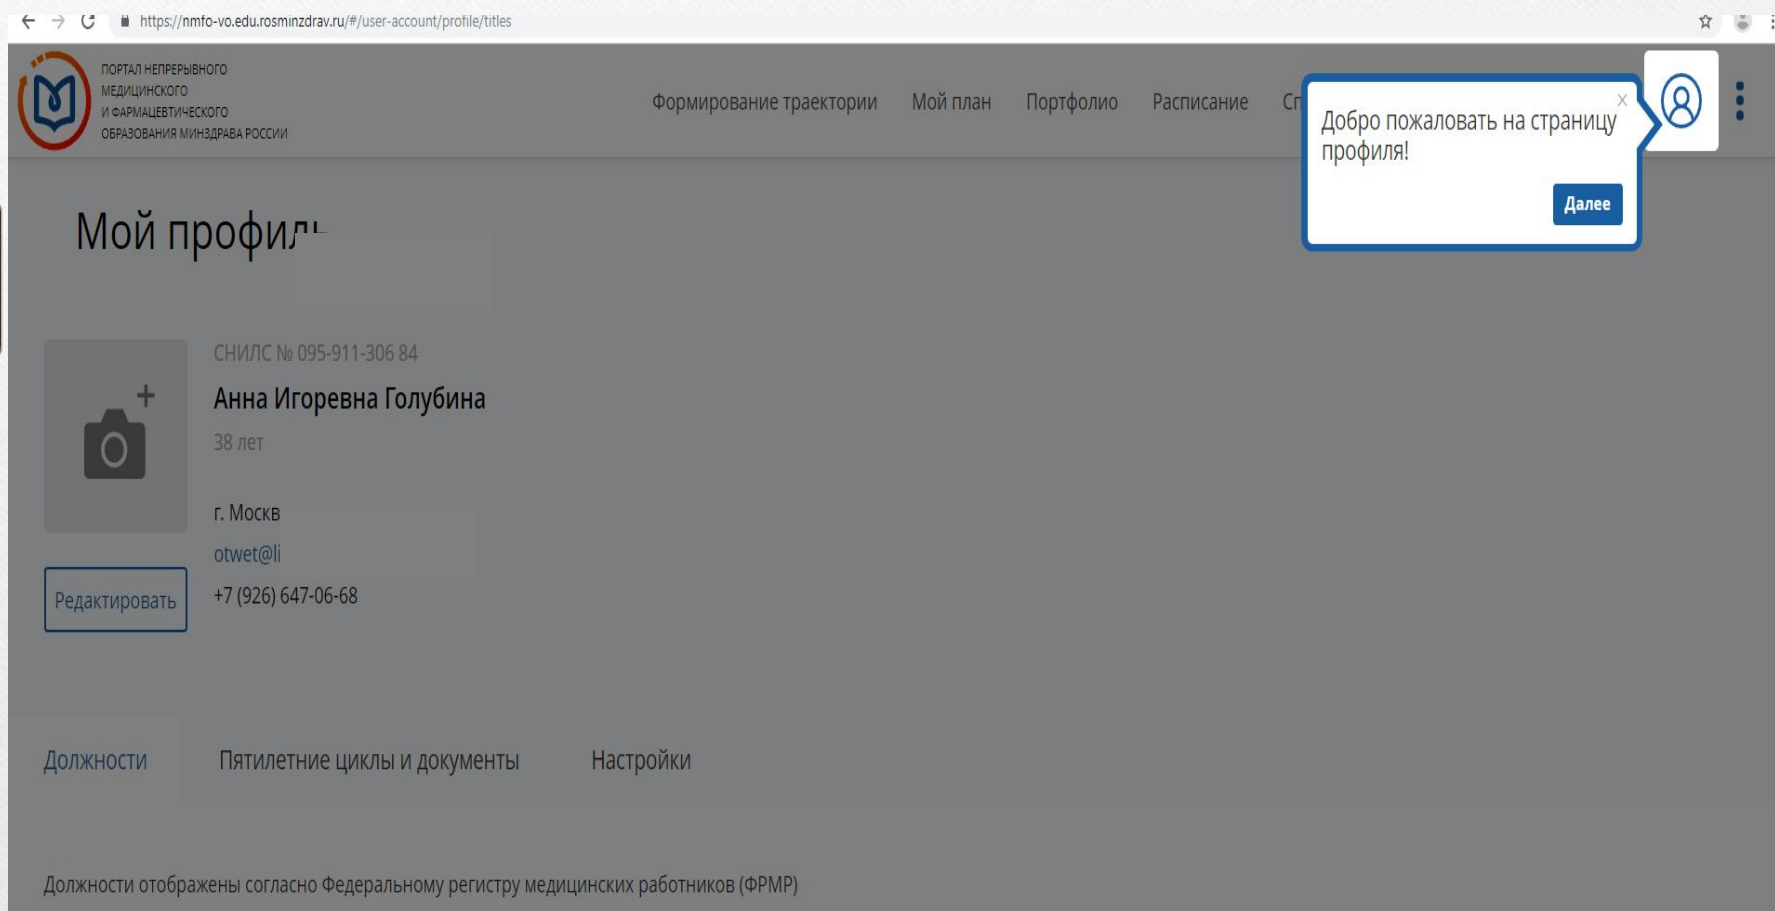 https://nmfo-vo.edu.rosminzdrav.ru/#/user-account/profile/titles
ПОРТАЛ НЕПРЕРЫВНОГО
МЕДИЦИНСКОГО
И ФАРМАЦЕВТИЧЕСКОГО
ОБРАЗОВАНИЯ МИНЗДРАВА РОССИИ
Формирование траектории Мой план Портфолио Расписание Сп
Добро пожаловать на страницу
профиля!
Далее
Мой профиль
СНИЛС № 095-911-306 84
Анна Игоревна Голубина
38 лет
г. Москв
otwet@li
+7 (926) 647-06-68
Редактировать
Должности Пятилетние циклы и документы Настройки
Должности отображены согласно Федеральному регистру медицинских работников (ФРМР)